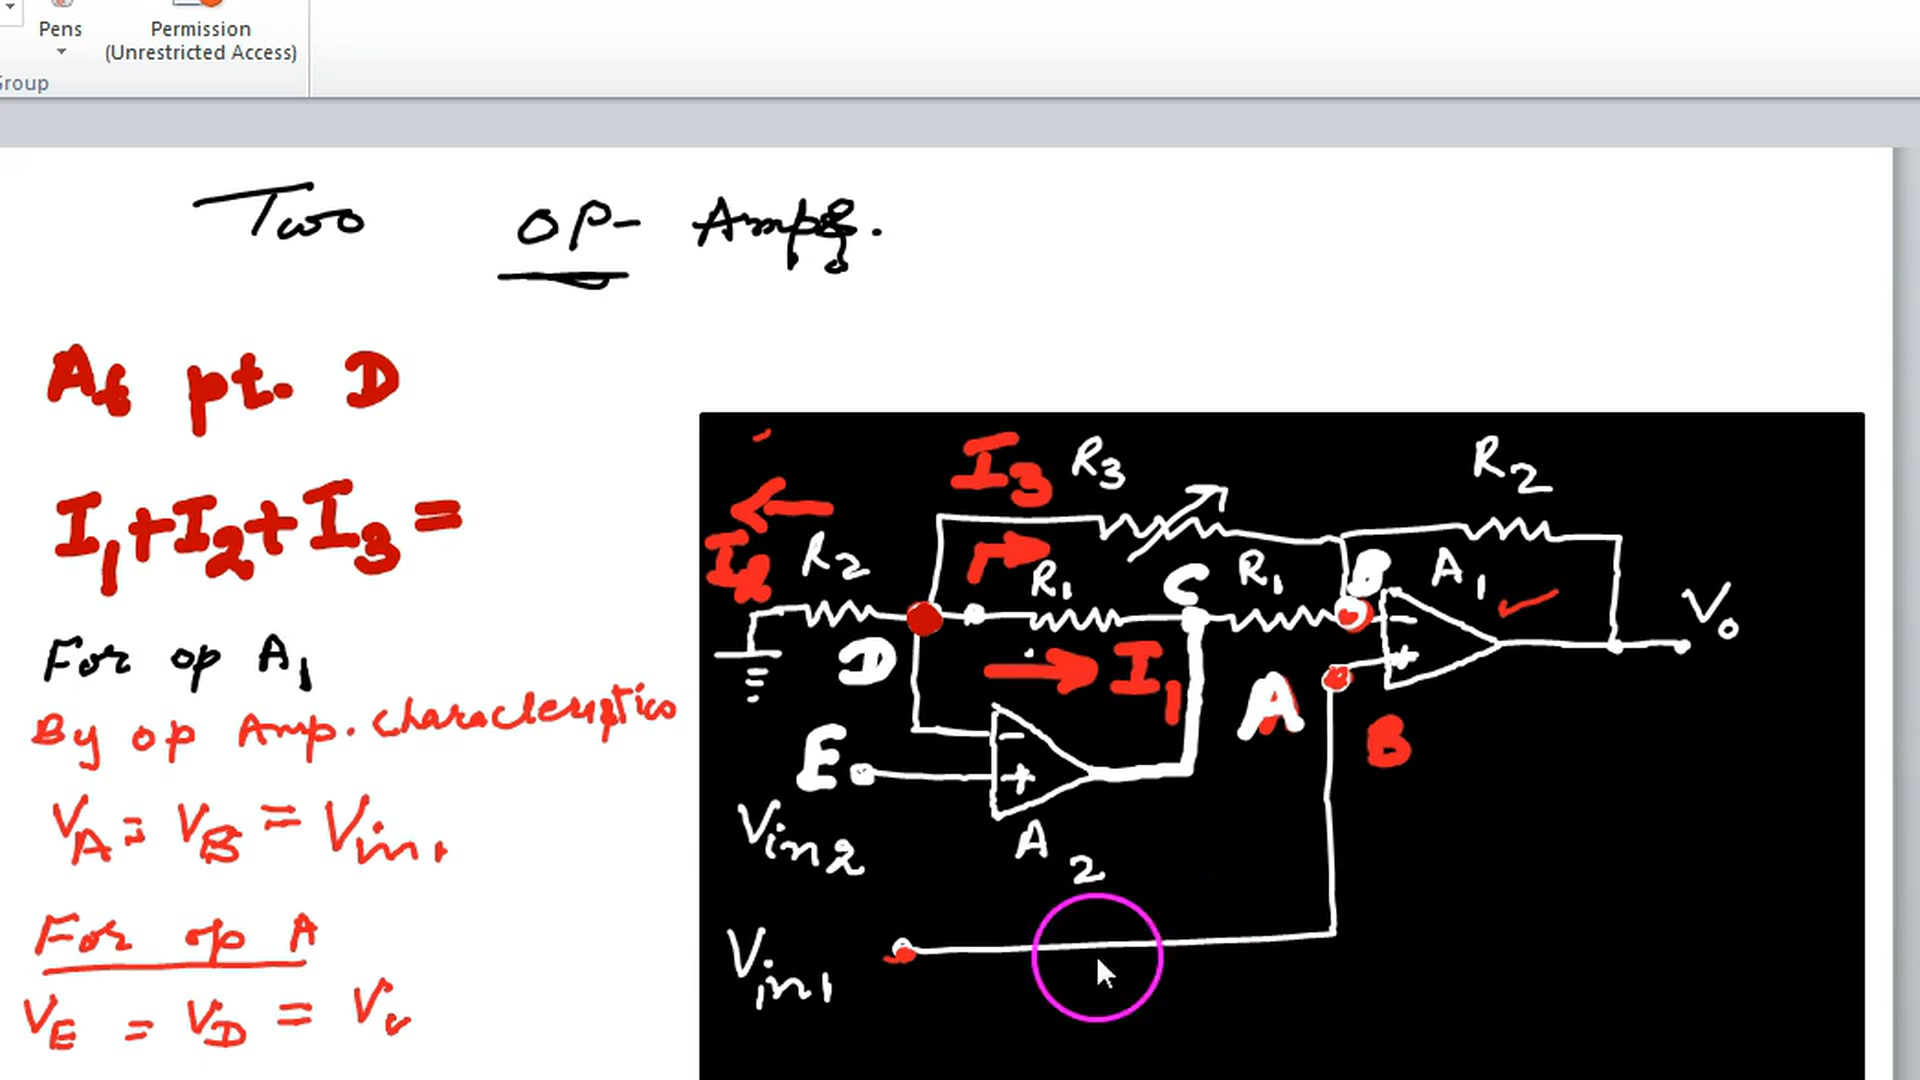 Pens
Permission
(Unrestricted Access)
Group
Two op- Amps.
At pt. D
I1+I2+I3 =
For op A1
By op Amp. characteristics
VA = VB = Vin1
For op A
VE = VD =
I3 R3 R2
I2 R2 R1 C R1 B A1 Vo
D I1 A B
E - +
Vin2 A2
Vin1